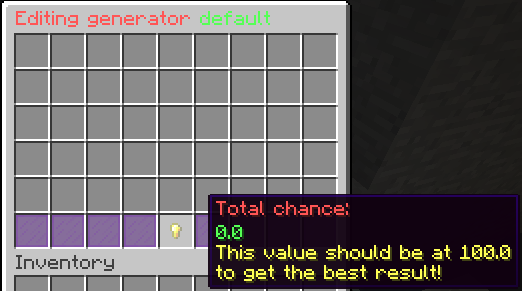 Editing generator default
Total chance:
0.0
This value should be at 100.0
to get the best result!
Inventory